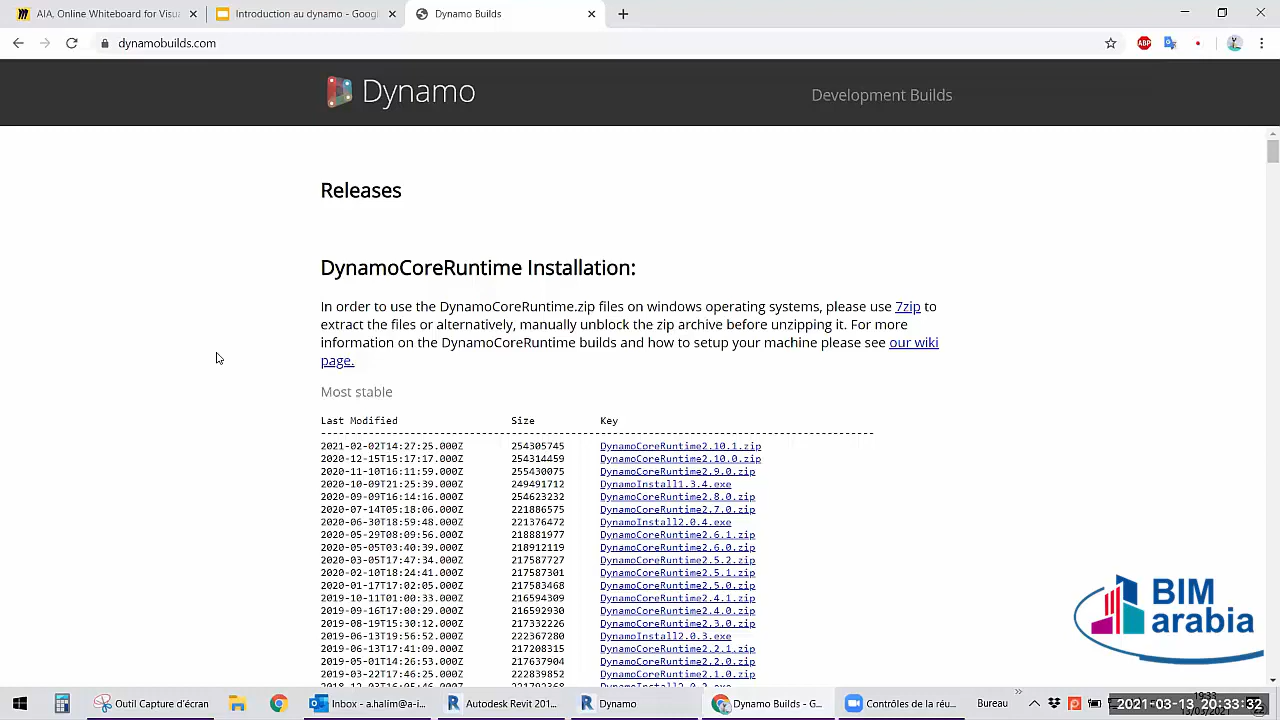 AIA, Online Whiteboard for Visua
Introduction au dynamo - Google
Dynamo Builds
dynamobuilds.com
ABP
Dynamo
Development Builds
Releases
DynamoCoreRuntime Installation:
In order to use the DynamoCoreRuntime.zip files on windows operating systems, please use 7zip to
extract the files or alternatively, manually unblock the zip archive before unzipping it. For more
information on the DynamoCoreRuntime builds and how to setup your machine please see our wiki
page.
Most stable
Last Modified Size Key
2021-02-02T14:27:25.000Z 254305745 DynamoCoreRuntime2.10.1.zip
2020-12-15T15:17:17.000Z 254314459 DynamoCoreRuntime2.10.0.zip
2020-11-10T16:11:59.000Z 255430075 DynamoCoreRuntime2.9.0.zip
2020-10-09T21:25:39.000Z 249491712 DynamoInstall1.3.4.exe
2020-09-09T16:14:16.000Z 254623232 DynamoCoreRuntime2.8.0.zip
2020-07-14T05:18:06.000Z 221886575 DynamoCoreRuntime2.7.0.zip
2020-06-30T18:59:48.000Z 221376472 DynamoInstall2.0.4.exe
2020-05-29T08:09:56.000Z 218881977 DynamoCoreRuntime2.6.1.zip
2020-05-05T03:40:39.000Z 218912119 DynamoCoreRuntime2.6.0.zip
2020-03-05T17:47:34.000Z 217587727 DynamoCoreRuntime2.5.2.zip
2020-02-10T18:24:41.000Z 217587301 DynamoCoreRuntime2.5.1.zip
2020-01-17T17:02:05.000Z 217583468 DynamoCoreRuntime2.5.0.zip
2019-10-11T01:00:33.000Z 216594309 DynamoCoreRuntime2.4.1.zip
2019-09-16T17:00:29.000Z 216592930 DynamoCoreRuntime2.4.0.zip
2019-08-19T15:30:12.000Z 217332226 DynamoCoreRuntime2.3.0.zip
2019-06-13T19:56:52.000Z 222367280 DynamoInstall2.0.3.exe
2019-06-13T17:41:09.000Z 217208315 DynamoCoreRuntime2.2.1.zip
2019-05-01T14:26:53.000Z 217637904 DynamoCoreRuntime2.2.0.zip
2019-03-22T17:46:25.000Z 222839852 DynamoCoreRuntime2.1.0.zip
BIM
arabia
Outil Capture d'écran
Inbox - shalim@a-i...
Autodesk Revit 201...
Dynamo
Dynamo Builds - G...
Contrôles de la réu...
Bureau
19:33
2021-03-13 20:33:32